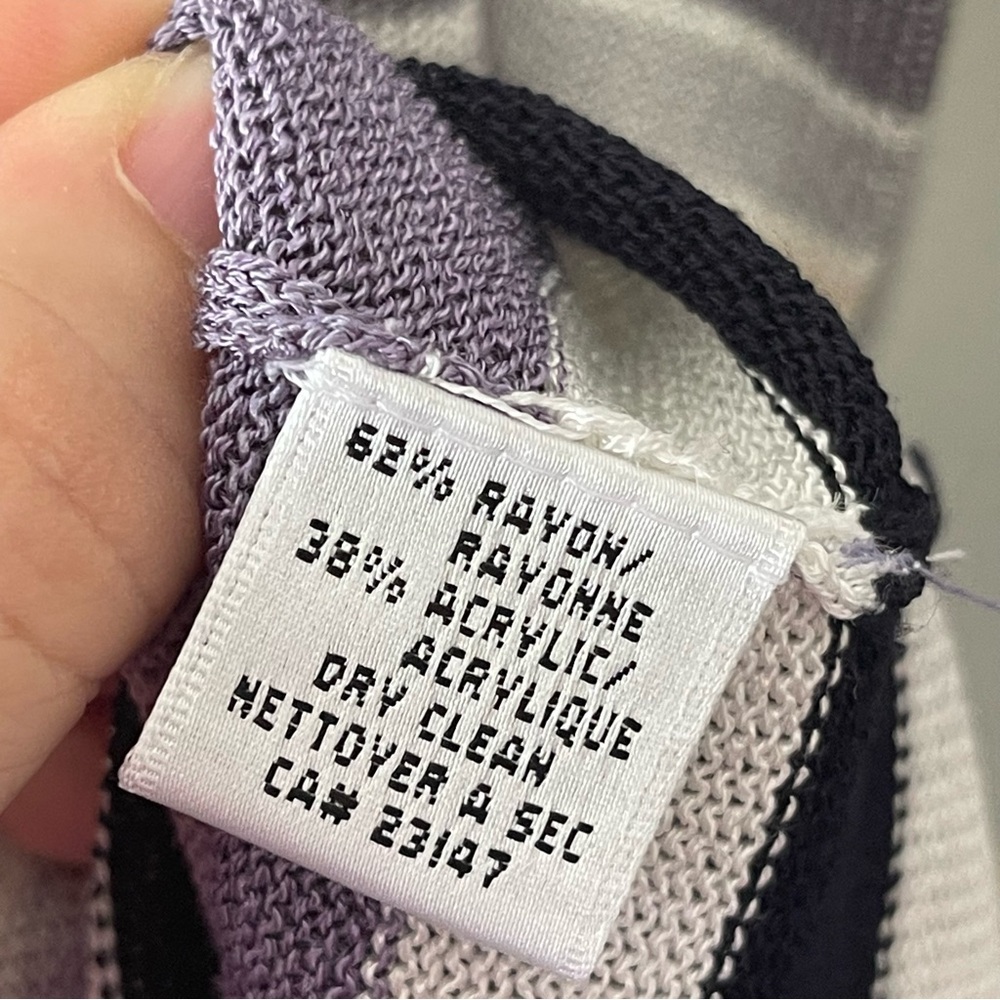 62% RAYON/
RAYONNE
38% ACRYLIC/
ACRYLIQUE
DRY CLEAN
NETTOYER A SEC
CA# 23147